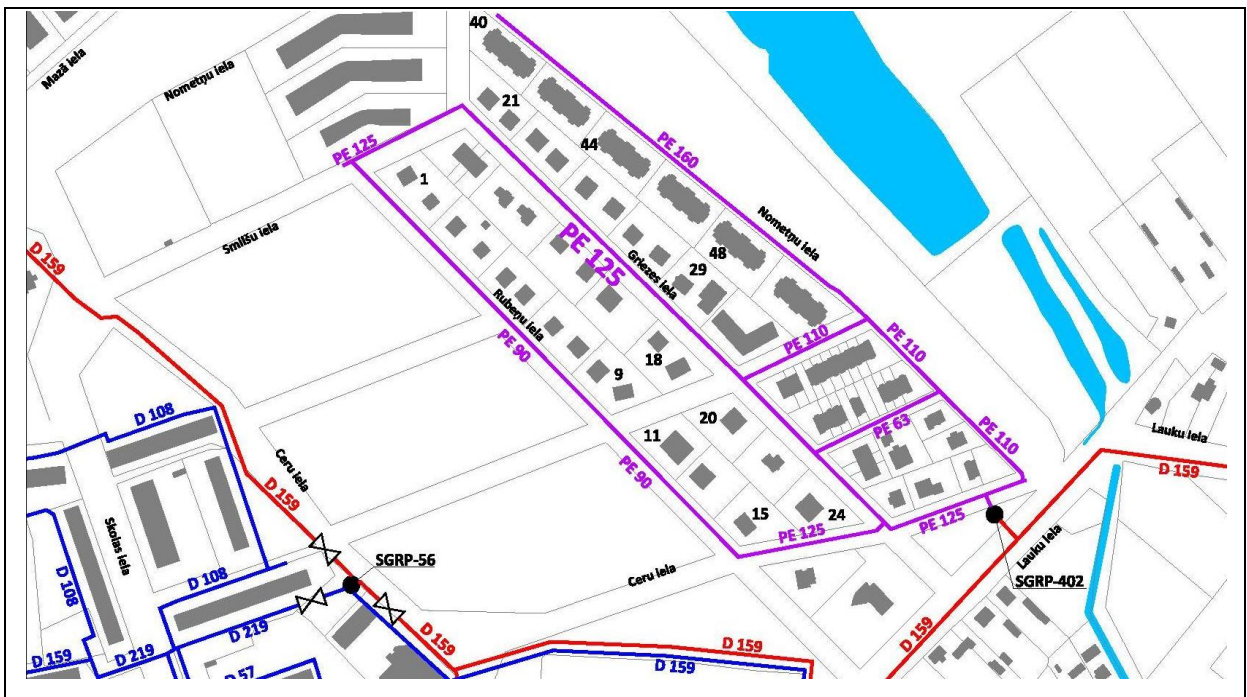 40
Mazā iela
Nometņu iela
21
44
PE 160
PE 125
1
Nometņu iela
Smilšu iela
PE 125
48
Griezes iela
29
D 159
Rubeņu iela
PE 90
PE 110
PE 110
18
9
D 108
20
11
PE 63
Lauku iela
PE 110
D 159
Ceru iela
PE 90
D 159
Skolas iela
15
24
PE 125
PE 125
SGRP-56
Lauku iela
D 108
D 108
Ceru iela
SGRP-402
D 219
D 159
D 159
D 219
D 57
D 159
D 159